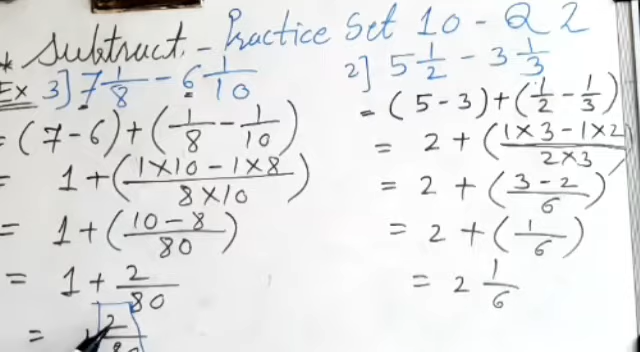 * Subtract. - Practice Set 10 - Q 2
Ex 3] 7 1/8 - 6 1/10
= (7 - 6) + (1/8 - 1/10)
= 1 + (1×10 - 1×8 / 8×10)
= 1 + (10 - 8 / 80)
= 1 + 2/80
= 2/80
2] 5 1/2 - 3 1/3
= (5 - 3) + (1/2 - 1/3)
= 2 + (1×3 - 1×2 / 2×3)
= 2 + (3 - 2 / 6)
= 2 + (1/6)
= 2 1/6